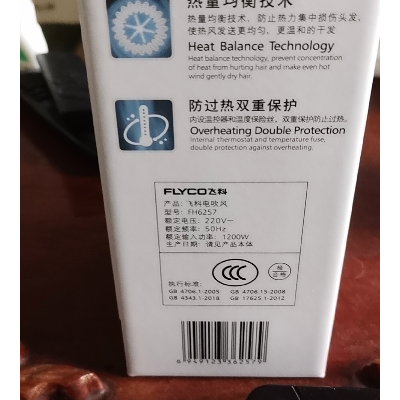 热量均衡技术
热量均衡技术、防止热力集中损伤头发,
使热风发送更均匀、更温和的干发
Heat Balance Technology
Heat balance technology, prevent concentration
of heat from hurting hair and make even hot
wind gently dry hair.
防过热双重保护
内设温控器和温度保险丝,双重保护防止过热。
Overheating Double Protection
Internal thermostat and temperature fuse,
double protection against overheating.
FLYCO飞科
产品: 飞科电吹风
型号: FH6257
额定电压: 220V~
额定频率: 50Hz
额定输入功率: 1200W
生产日期: 请见产品本体
CCC
检
合格
执行标准:
GB 4706.1-2005 GB 4706.15-2008
GB 4343.1-2018 GB 17625.1-2012
6 949123 362579